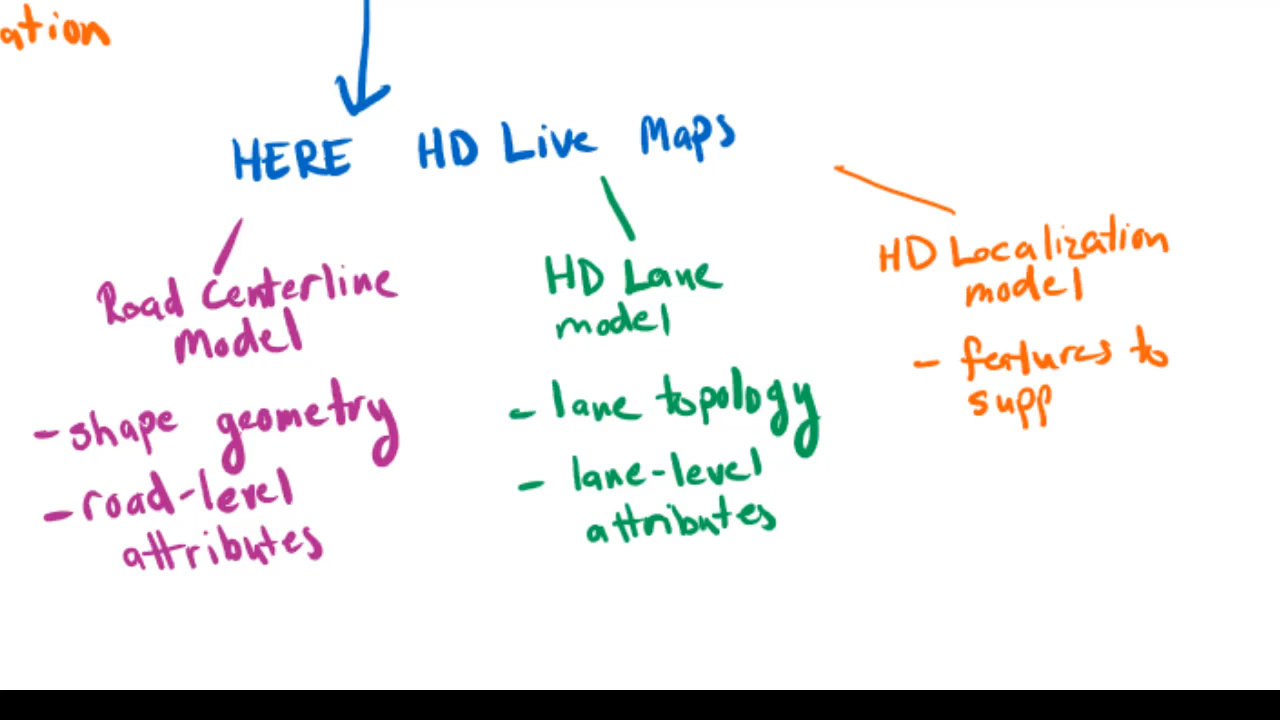 ation
HERE HD Live Maps
Road Centerline
Model
- shape geometry
- road-level
attributes
HD Lane
model
- lane topology
- lane-level
attributes
HD Localization
model
- features to
supp